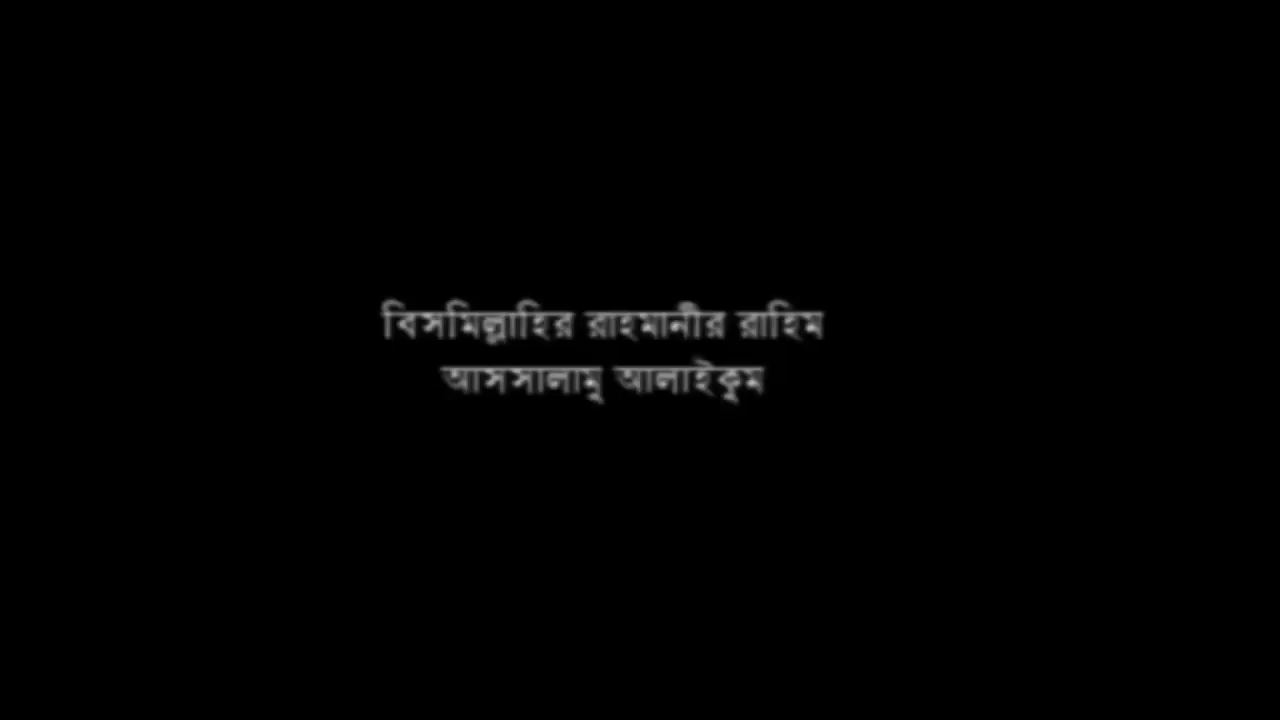 বিসমিল্লাহির রাহমানীর রাহিম
আসসালামু আলাইকুম